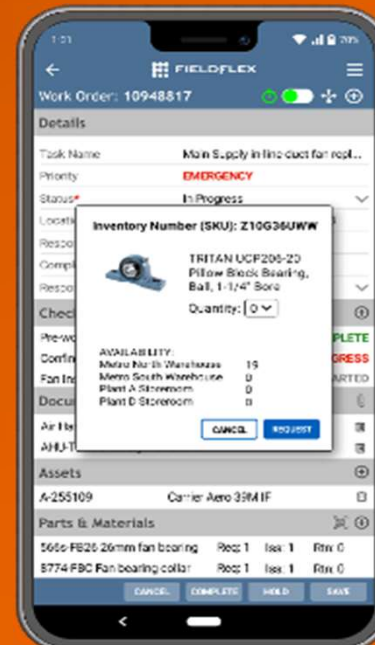 1:01
70%
FIELDFLEX
Work Order: 10948817
Details
Task Name Main Supply in-line duct fan repl...
Priority EMERGENCY
Status* In Progress
Inventory Number (SKU): Z10G36UWW
TRITAN UCP206-20
Pillow Block Bearing,
Ball, 1-1/4" Bore
Quantity: 0
AVAILABILITY:
Metro North Warehouse 19
Metro South Warehouse 0
Plant A Storeroom 0
Plant D Storeroom 0
CANCEL REQUEST
Assets
A-255109 Carrier Aero 39M IF
Parts & Materials
566s-FB26 26mm fan bearing Req: 1 Iss: 1 Rtn: 0
8774-FBC Fan bearing collar Req: 1 Iss: 1 Rtn: 0
CANCEL COMPLETE HOLD SAVE